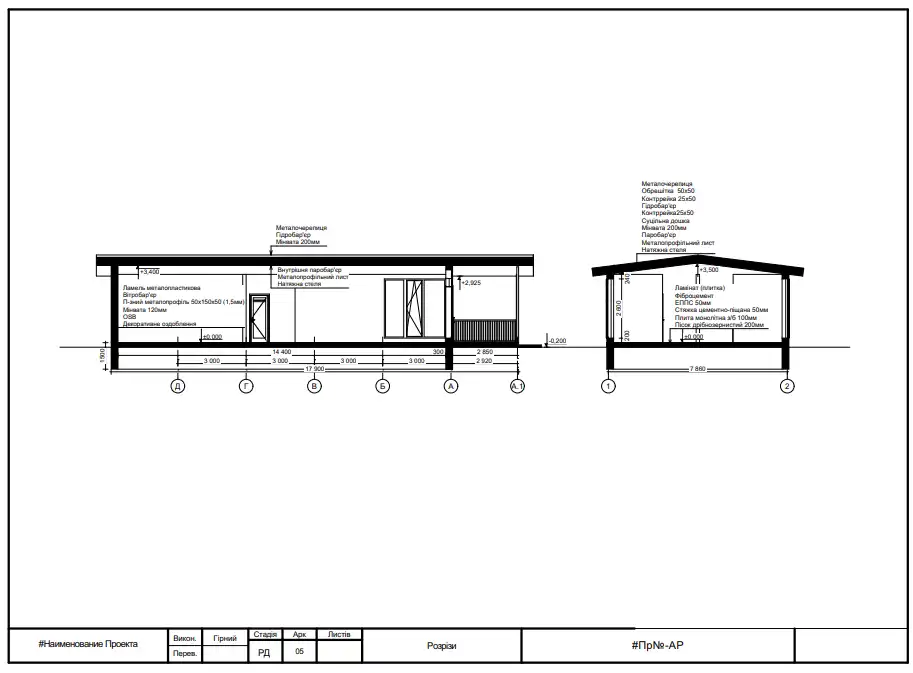 Металочерепиця
Обрешітка 50х50
Контррейка 25х50
Гідробар'єр
Контррейка25х50
Суцільна дошка
Мінвата 200мм
Паробар'єр
Металопрофільний лист
Натяжна стеля
Металочерепиця
Гідробар'єр
Мінвата 200мм
+3,400
Внутрішня паробар'єр
Металопрофільний лист
Натяжна стеля
+2,925
+3,500
240
2 600
200
Ламель металопластикова
Вітробар'єр
П-зний металопрофіль 50х150х50 (1,5мм)
Мінвата 120мм
OSB
Декоративне оздоблення
±0,000
Ламінат (плитка)
Фіброцемент
ЕППС 50мм
Стяжка цементно-піщана 50мм
Плита монолітна з/б 100мм
Пісок дрібнозернистий 200мм
±0,000
-0,200
1500
14 400
300
2 850
3 000
3 000
3 000
3 000
2 920
17 900
7 860
Д
Г
В
Б
А
А.1
1
2
#Наименование Проекта
Викон.
Гірний
Перев.
Стадія
Арк
Листів
РД
05
Розрізи
#Пр№-АР